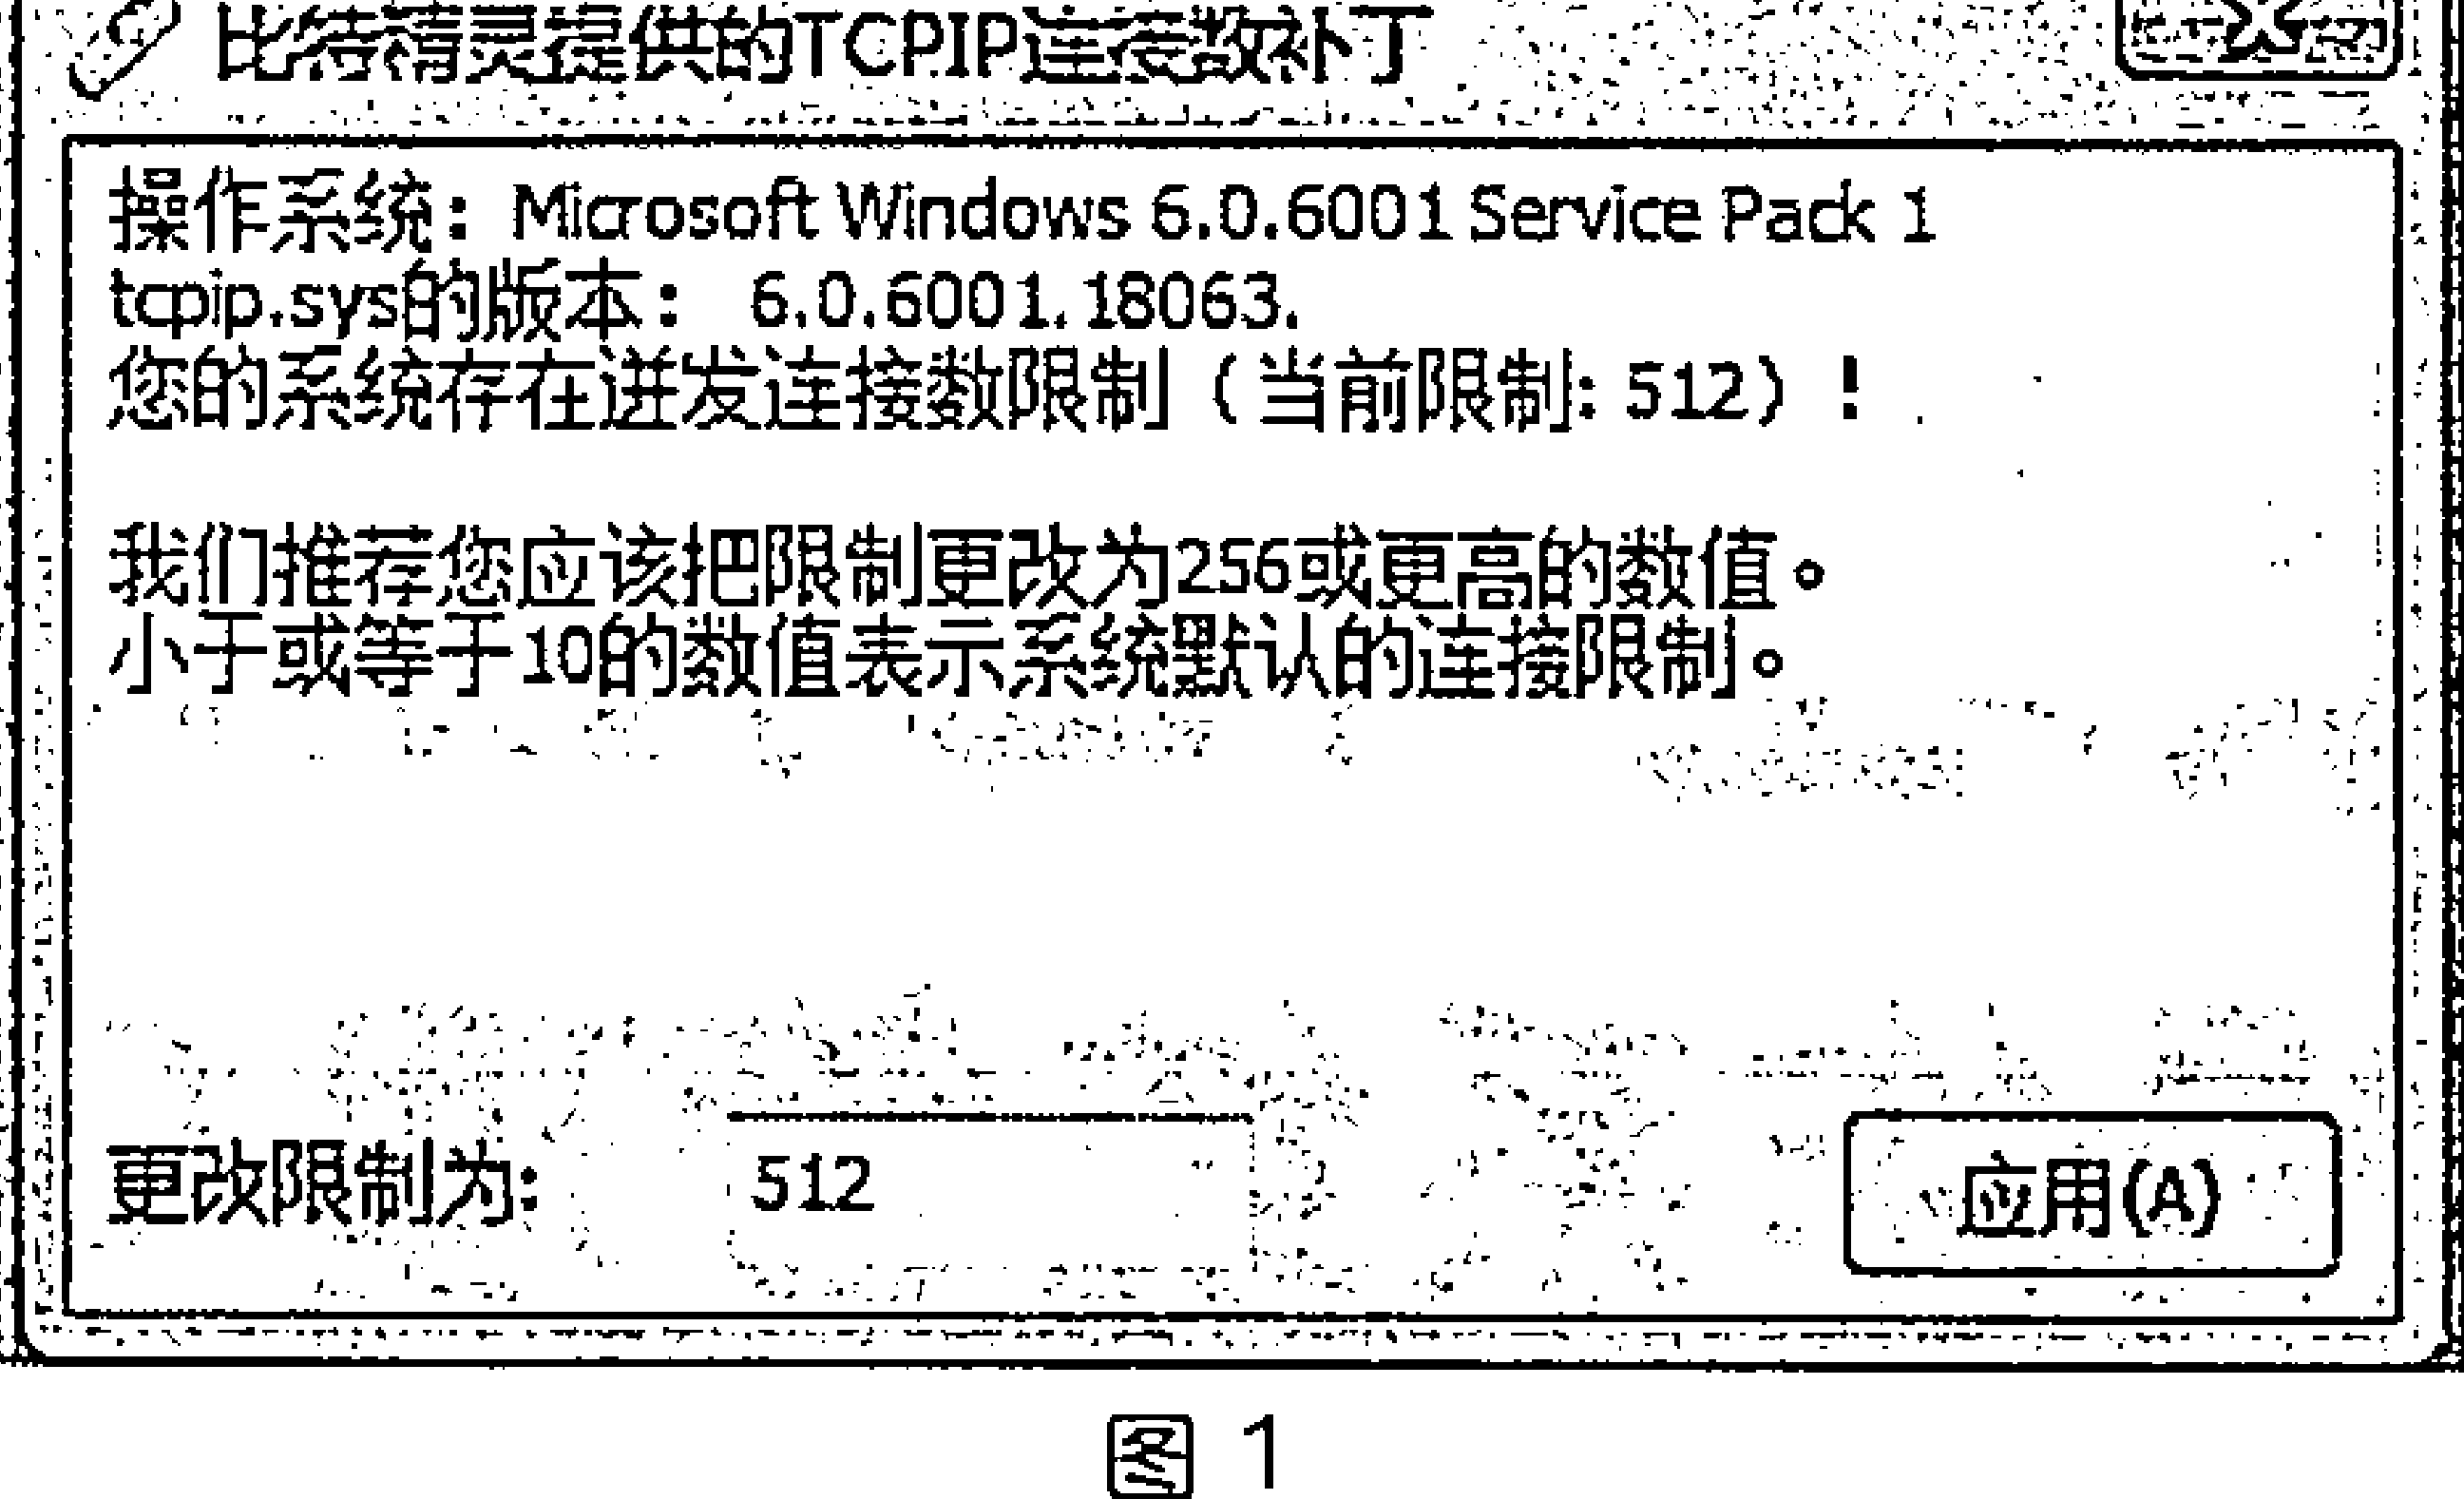 比特精灵提供的TCPIP连接数补丁
操作系统: Microsoft Windows 6.0.6001 Service Pack 1
tcpip.sys的版本: 6.0.6001.18063.
您的系统存在迸发连接数限制（当前限制: 512）!
我们推荐您应该把限制更改为256或更高的数值。
小于或等于10的数值表示系统默认的连接限制。
更改限制为: 512 应用(A)
图 1